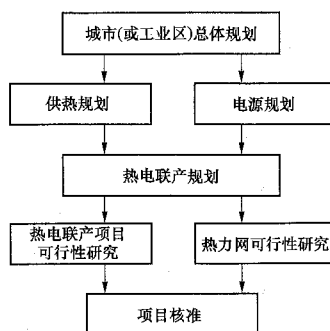 城市(或工业区)总体规划
供热规划
电源规划
热电联产规划
热电联产项目
可行性研究
热力网可行性研究
项目核准